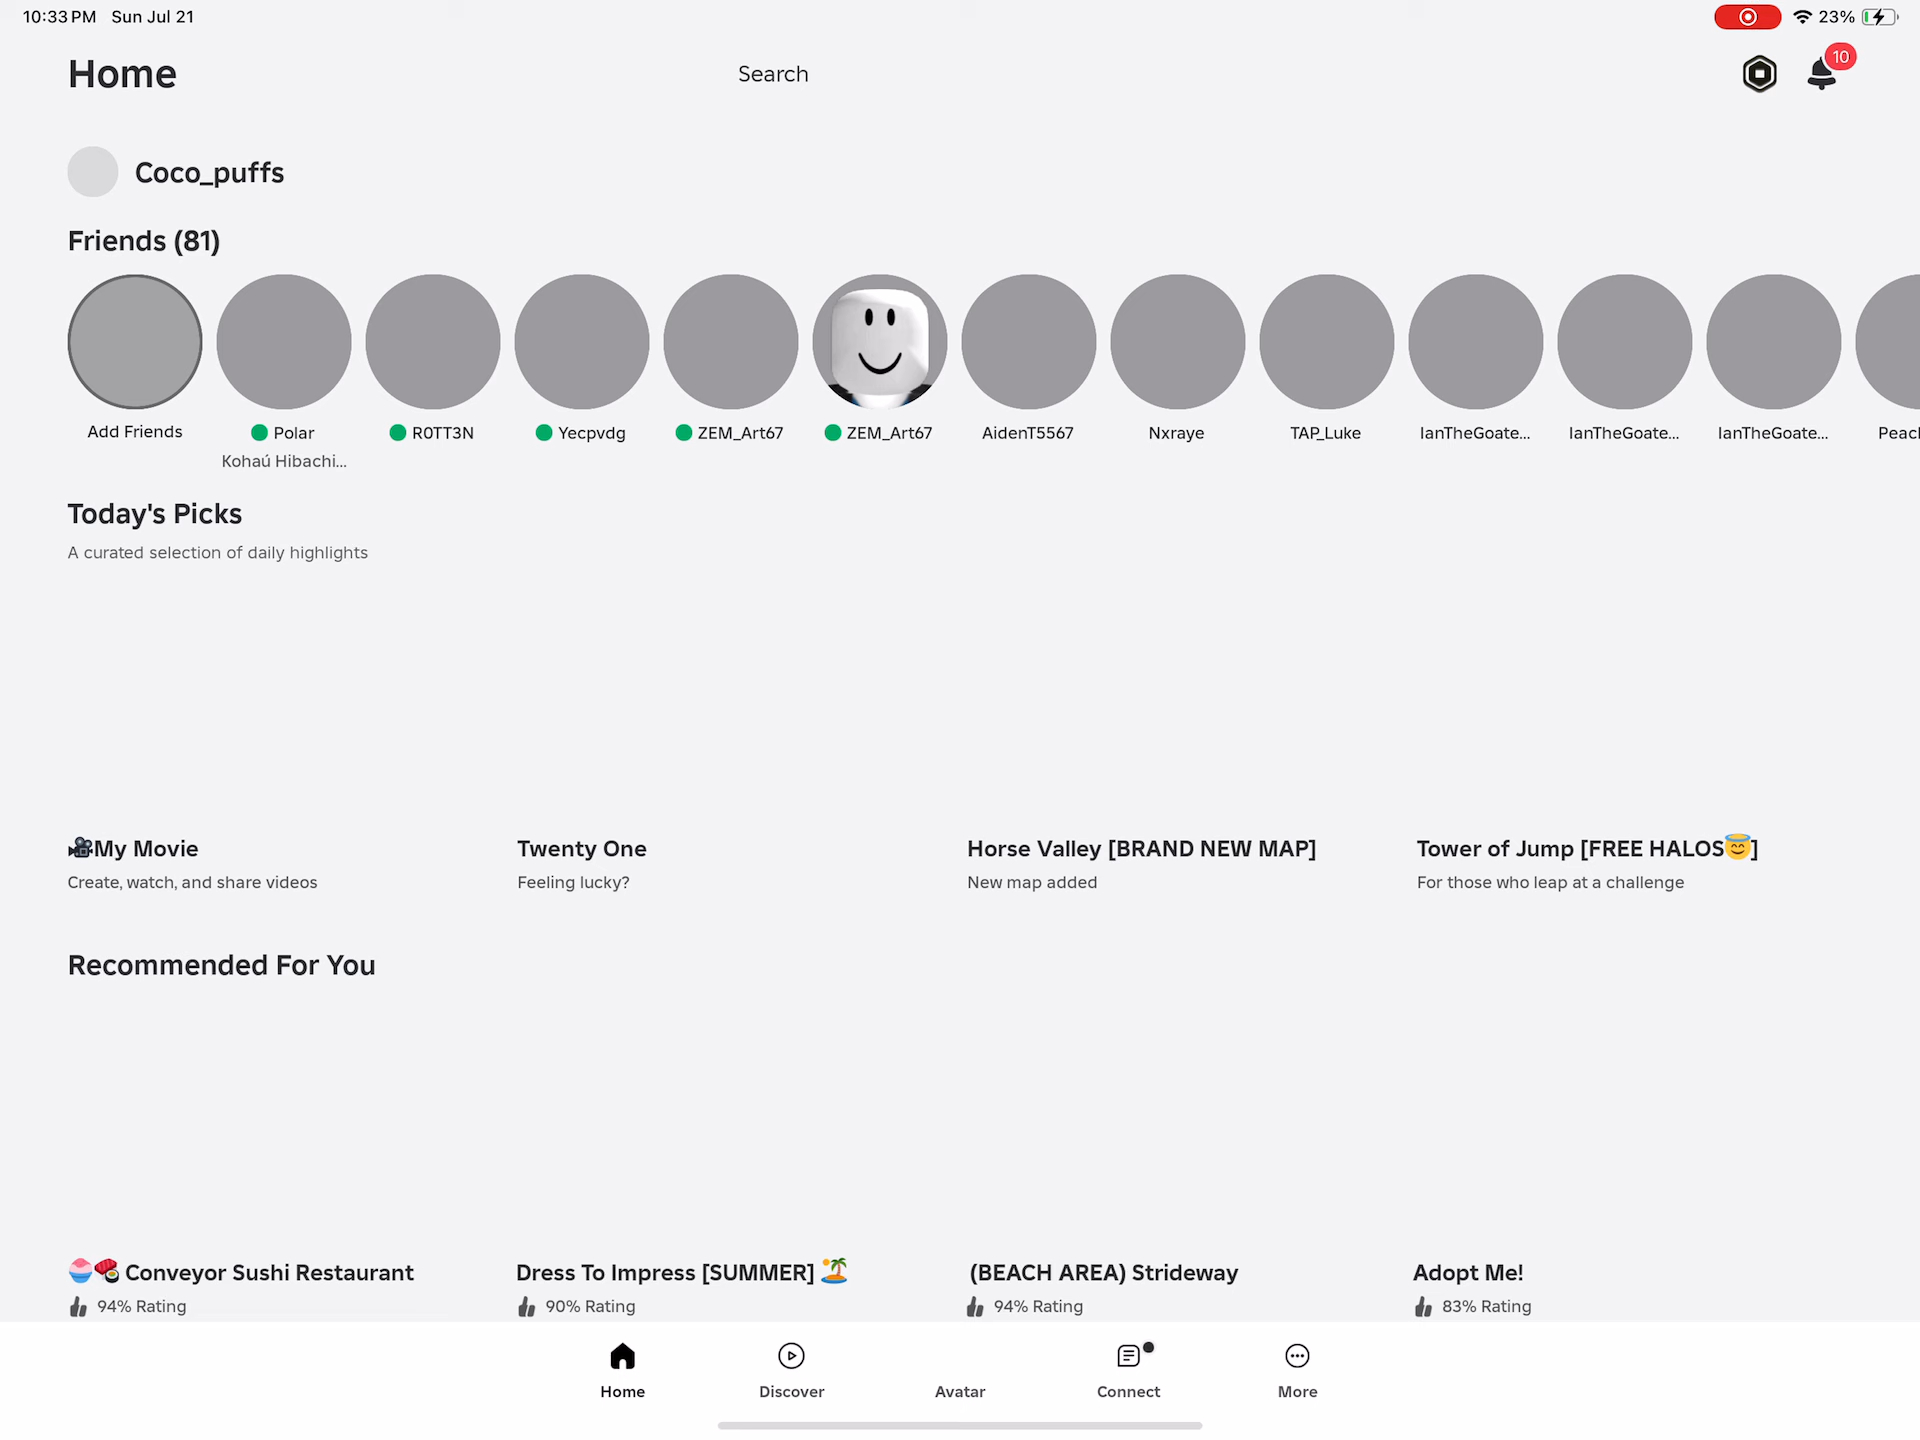 10:33 PM Sun Jul 21
23%
Home
Search
10
Coco_puffs
Friends (81)
Add Friends
Polar
Kohaú Hibachi...
R0TT3N
Yecpvdg
ZEM_Art67
ZEM_Art67
AidenT5567
Nxraye
TAP_Luke
IanTheGoate...
IanTheGoate...
IanTheGoate...
Peacl
Today's Picks
A curated selection of daily highlights
🎥My Movie
Create, watch, and share videos
Twenty One
Feeling lucky?
Horse Valley [BRAND NEW MAP]
New map added
Tower of Jump [FREE HALOS😇]
For those who leap at a challenge
Recommended For You
🍧🍣 Conveyor Sushi Restaurant
94% Rating
Dress To Impress [SUMMER] 🏝️
90% Rating
(BEACH AREA) Strideway
94% Rating
Adopt Me!
83% Rating
Home
Discover
Avatar
Connect
More